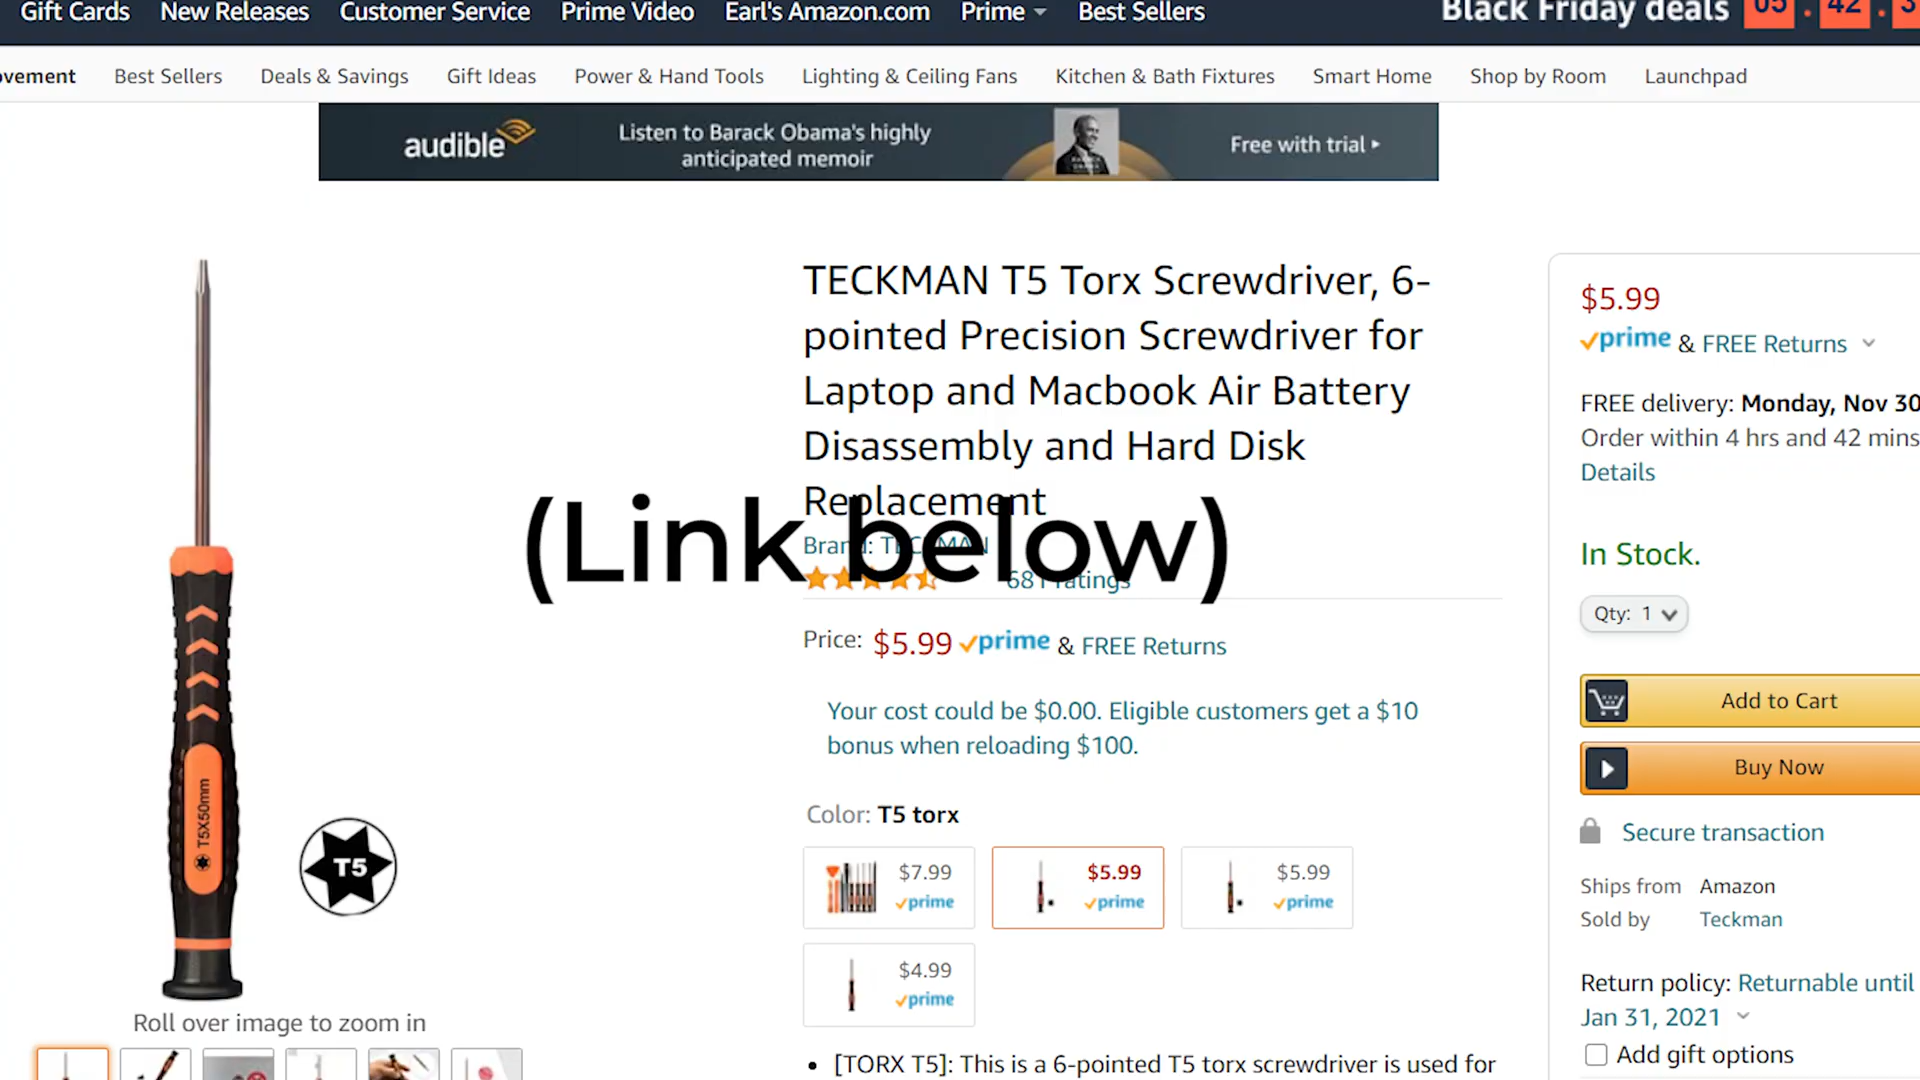 Gift Cards New Releases Customer Service Prime Video Earl's Amazon.com Prime Best Sellers Black Friday deals 05 : 42 : 3
ovement Best Sellers Deals & Savings Gift Ideas Power & Hand Tools Lighting & Ceiling Fans Kitchen & Bath Fixtures Smart Home Shop by Room Launchpad
audible Listen to Barack Obama's highly
anticipated memoir
Free with trial ▸
TECKMAN T5 Torx Screwdriver, 6-
pointed Precision Screwdriver for
Laptop and Macbook Air Battery
Disassembly and Hard Disk
Replacement
(Link below)
Brand: TECKMAN
681 ratings
Price: $5.99 prime & FREE Returns
Your cost could be $0.00. Eligible customers get a $10
bonus when reloading $100.
Color: T5 torx
$7.99
prime
$5.99
prime
$5.99
prime
$4.99
prime
• [TORX T5]: This is a 6-pointed T5 torx screwdriver is used for
T5X50mm
T5
Roll over image to zoom in
$5.99
prime & FREE Returns
FREE delivery: Monday, Nov 30
Order within 4 hrs and 42 mins
Details
In Stock.
Qty: 1
Add to Cart
Buy Now
Secure transaction
Ships from Amazon
Sold by Teckman
Return policy: Returnable until
Jan 31, 2021
Add gift options